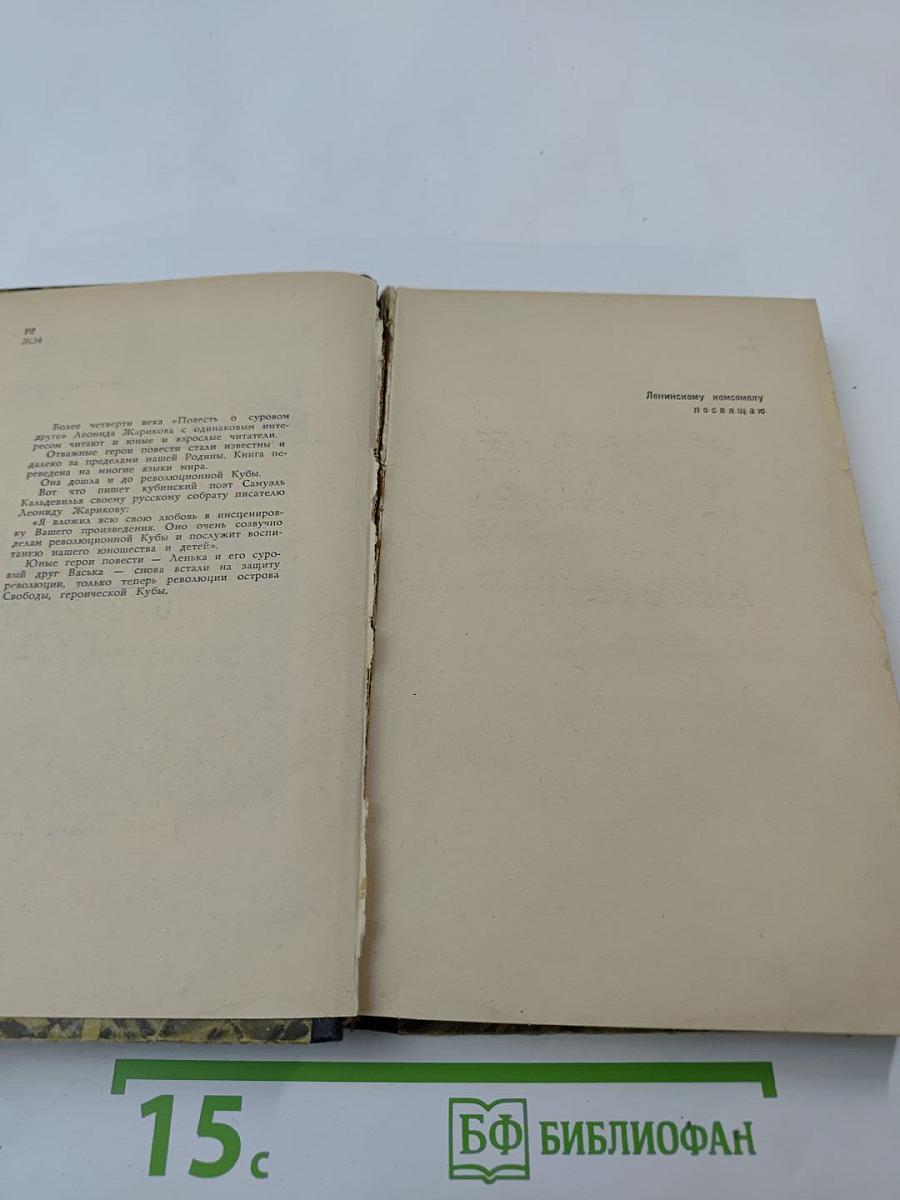 Р2
Ж34
Более четверти века «Повесть о суровом
друге» Леонида Жарикова с одинаковым инте-
ресом читают и юные и взрослые читатели.
Отважные герои повести стали известны и
далеко за пределами нашей Родины. Книга пе-
реведена на многие языки мира.
Она дошла и до революционной Кубы.
Вот что пишет кубинский поэт Самуэль
Кальдевилья своему русскому собрату писателю
Леониду Жарикову:
«Я вложил всю свою любовь в инсцениров-
ку Вашего произведения. Оно очень созвучно
делам революционной Кубы и послужит воспи-
танию нашего юношества и детей».
Юные герои повести — Ленька и его суро-
вый друг Васька — снова встали на защиту
революции, только теперь революции острова
Свободы, героической Кубы.
Ленинскому комсомолу
посвящаю
15 с
БФ БИБЛИОФАН